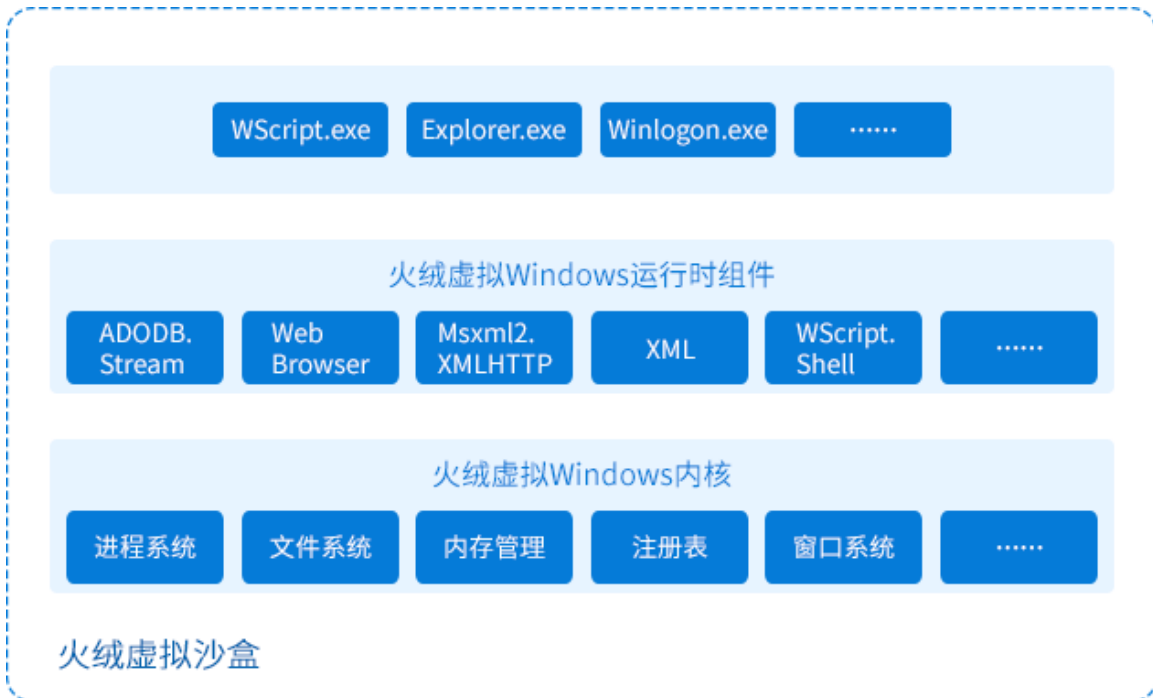 WScript.exe Explorer.exe Winlogon.exe ……
火绒虚拟Windows运行时组件
ADODB. Web Msxml2. XML WScript. ……
Stream Browser XMLHTTP Shell
火绒虚拟Windows内核
进程系统 文件系统 内存管理 注册表 窗口系统 ……
火绒虚拟沙盒